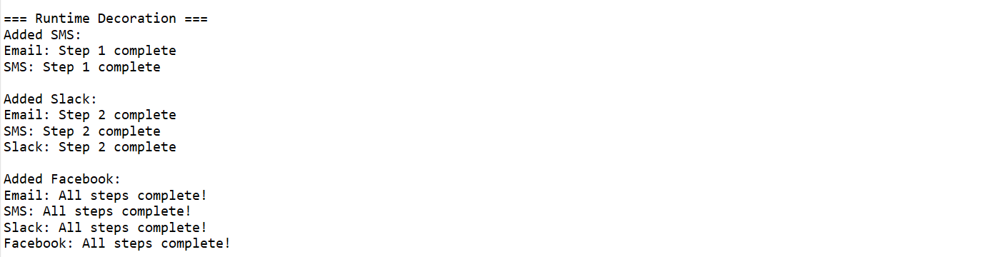 === Runtime Decoration ===
Added SMS:
Email: Step 1 complete
SMS: Step 1 complete
Added Slack:
Email: Step 2 complete
SMS: Step 2 complete
Slack: Step 2 complete
Added Facebook:
Email: All steps complete!
SMS: All steps complete!
Slack: All steps complete!
Facebook: All steps complete!